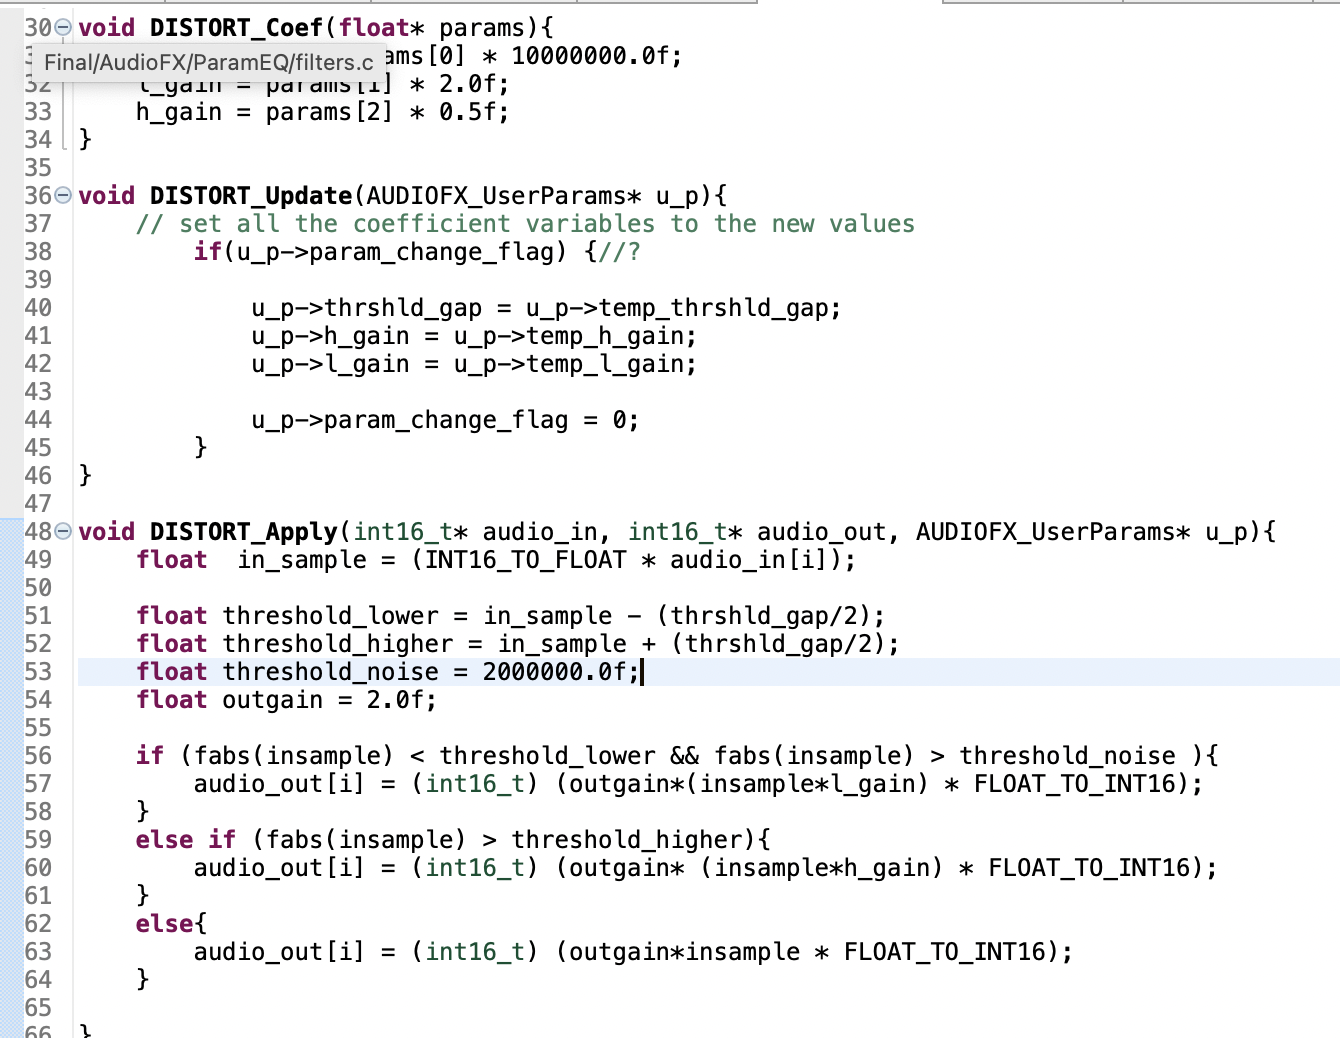 30 void DISTORT_Coef(float* params){
Final/AudioFX/ParamEQ/filters.c ams[0] * 10000000.0f;
32 l_gain = params[1] * 2.0f;
33 h_gain = params[2] * 0.5f;
34 }
35
36 void DISTORT_Update(AUDIOFX_UserParams* u_p){
37 // set all the coefficient variables to the new values
38 if(u_p->param_change_flag) {//?
39
40 u_p->thrshld_gap = u_p->temp_thrshld_gap;
41 u_p->h_gain = u_p->temp_h_gain;
42 u_p->l_gain = u_p->temp_l_gain;
43
44 u_p->param_change_flag = 0;
45 }
46 }
47
48 void DISTORT_Apply(int16_t* audio_in, int16_t* audio_out, AUDIOFX_UserParams* u_p){
49 float  in_sample = (INT16_TO_FLOAT * audio_in[i]);
50
51 float threshold_lower = in_sample - (thrshld_gap/2);
52 float threshold_higher = in_sample + (thrshld_gap/2);
53 float threshold_noise = 2000000.0f;
54 float outgain = 2.0f;
55
56 if (fabs(insample) < threshold_lower && fabs(insample) > threshold_noise ){
57 audio_out[i] = (int16_t) (outgain*(insample*l_gain) * FLOAT_TO_INT16);
58 }
59 else if (fabs(insample) > threshold_higher){
60 audio_out[i] = (int16_t) (outgain* (insample*h_gain) * FLOAT_TO_INT16);
61 }
62 else{
63 audio_out[i] = (int16_t) (outgain*insample * FLOAT_TO_INT16);
64 }
65
66 }